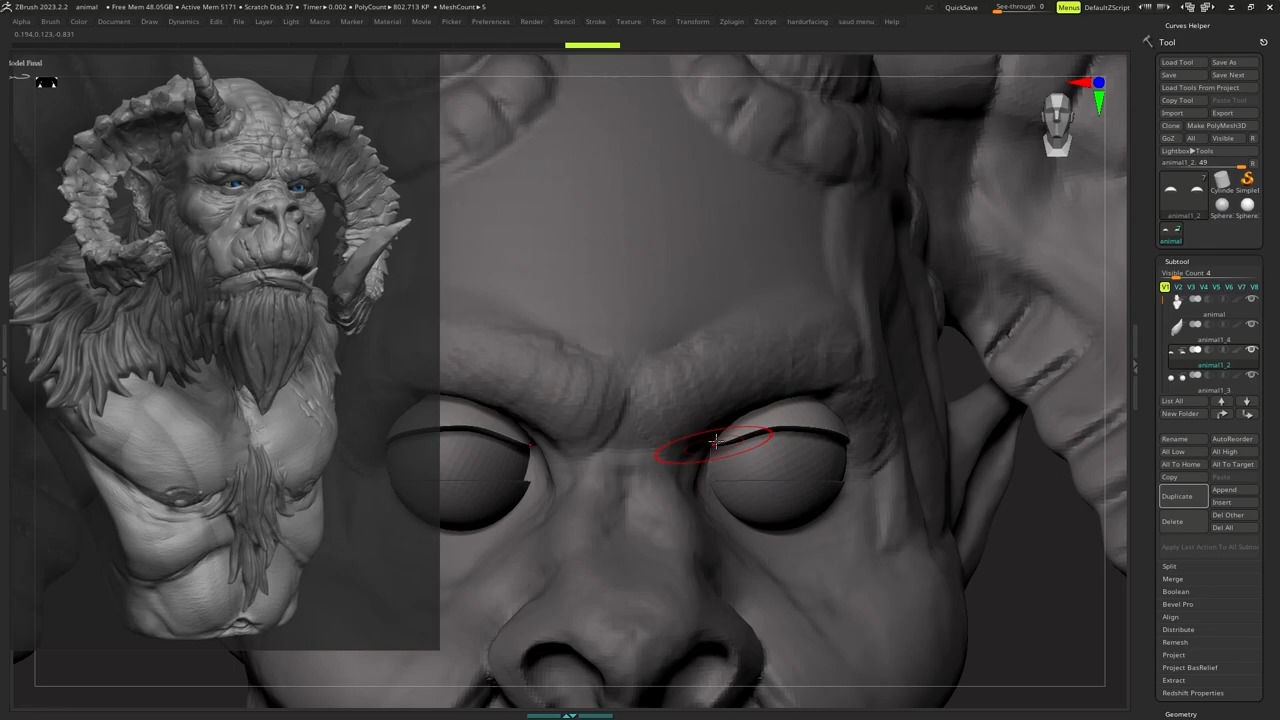 ZBrush 2023.2.2 animal • Free Mem 48.05GB • Active Mem 5171 • Scratch Disk 37 • Timer▶0.002 • PolyCount▶802.713 KP • MeshCount▶5 AC QuickSave See-through 0 Menus DefaultZScript
Alpha Brush Color Document Draw Dynamics Edit File Layer Light Macro Marker Material Movie Picker Preferences Render Stencil Stroke Texture Tool Transform Zplugin Zscript hardurfacing saud menu Help
0.194,0.123,-0.831
odel Final
Curves Helper
Tool
Load Tool Save As
Save Save Next
Load Tools From Project
Copy Tool Paste Tool
Import Export
Clone Make PolyMesh3D
GoZ All Visible R
Lightbox▶Tools
animal1_2. 49 R
7
Cylinde Simplel
animal1_2 Sphere. Sphere.
animal
Subtool
Visible Count 4
V1 V2 V3 V4 V5 V6 V7 V8
animal
animal1_4
animal1_2
animal1_3
List All
New Folder
Rename AutoReorder
All Low All High
All To Home All To Target
Copy Paste
Duplicate Append
Insert
Delete Del Other
Del All
Apply Last Action To All Subtoo
Split
Merge
Boolean
Bevel Pro
Align
Distribute
Remesh
Project
Project BasRelief
Extract
Redshift Properties
Geometry